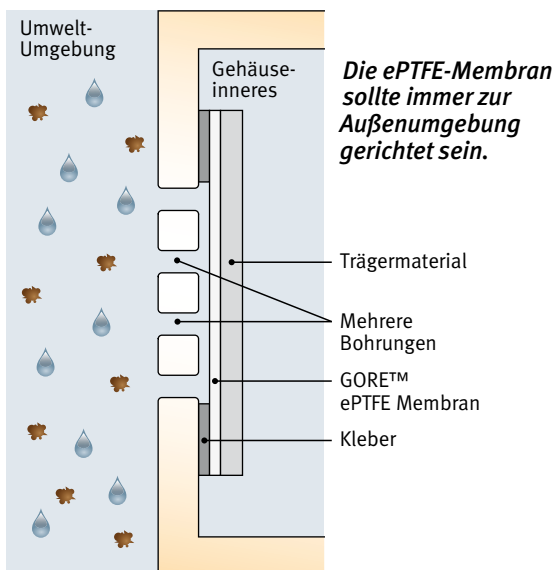 Umwelt-
Umgebung
Gehäuse-
inneres
Die ePTFE-Membran
sollte immer zur
Außenumgebung
gerichtet sein.
Trägermaterial
Mehrere
Bohrungen
GORE™
ePTFE Membran
Kleber